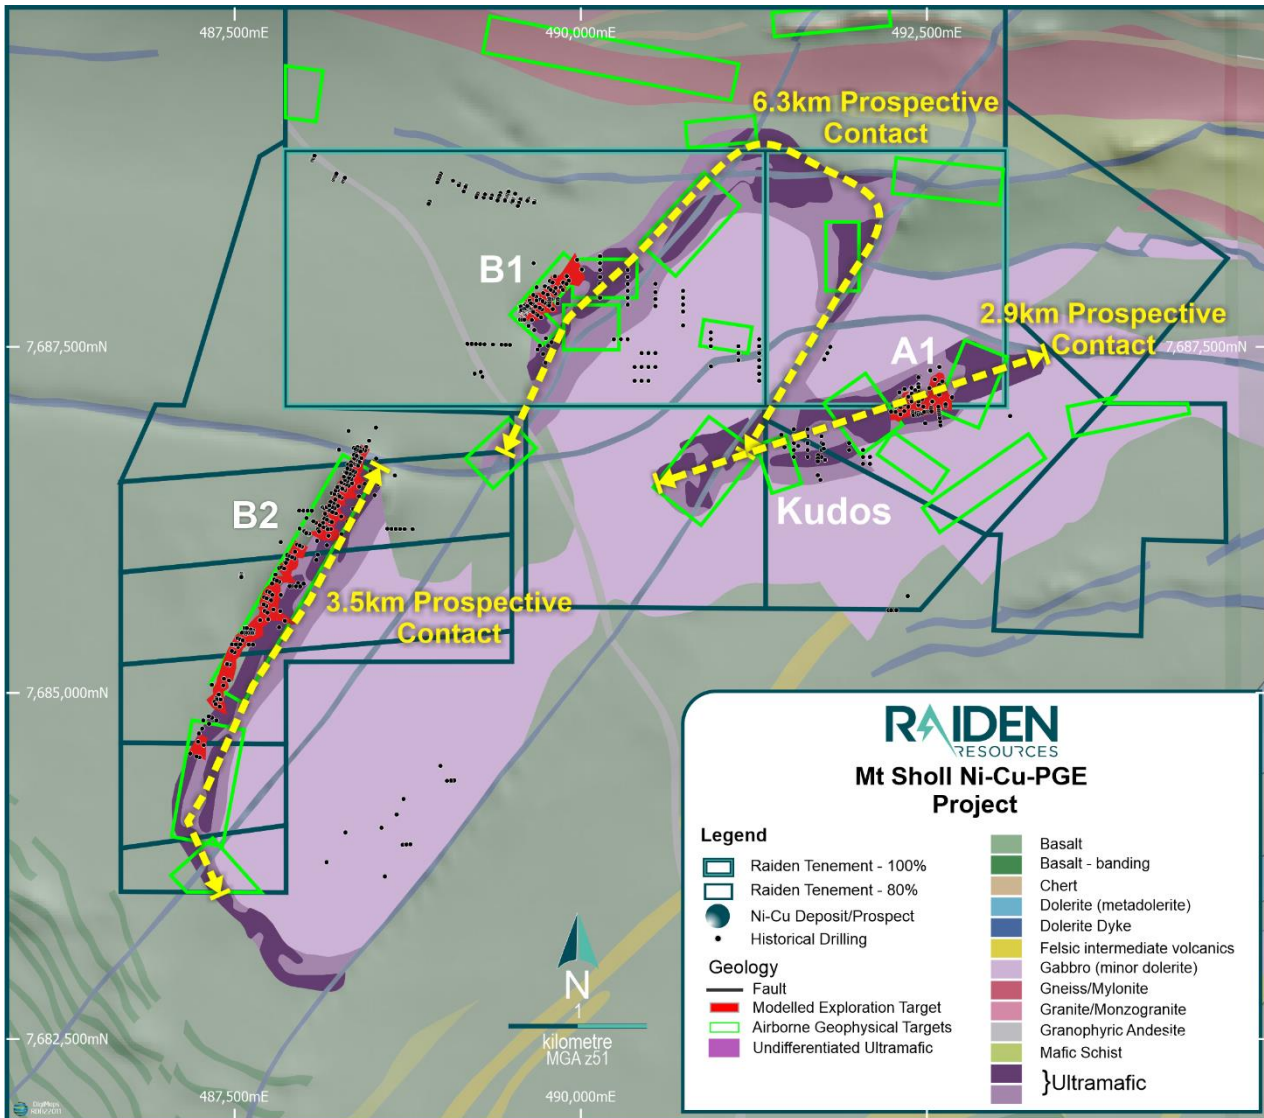 487,500mE
490,000mE
492,500mE
6.3km Prospective
Contact
B1
2.9km Prospective
Contact
7,687,500mN
7,687,500mN
A1
B2
Kudos
3.5km Prospective
Contact
7,685,000mN
RAIDEN
RESOURCES
Mt Sholl Ni-Cu-PGE
Project
Legend
Raiden Tenement - 100%
Raiden Tenement - 80%
Ni-Cu Deposit/Prospect
Historical Drilling
Geology
Fault
Modelled Exploration Target
Airborne Geophysical Targets
Undifferentiated Ultramafic
Basalt
Basalt - banding
Chert
Dolerite (metadolerite)
Dolerite Dyke
Felsic intermediate volcanics
Gabbro (minor dolerite)
Gneiss/Mylonite
Granite/Monzogranite
Granophyric Andesite
Mafic Schist
}Ultramafic
N
1
kilometre
MGA z51
7,682,500mN
487,500mE
490,000mE
DigiMaps